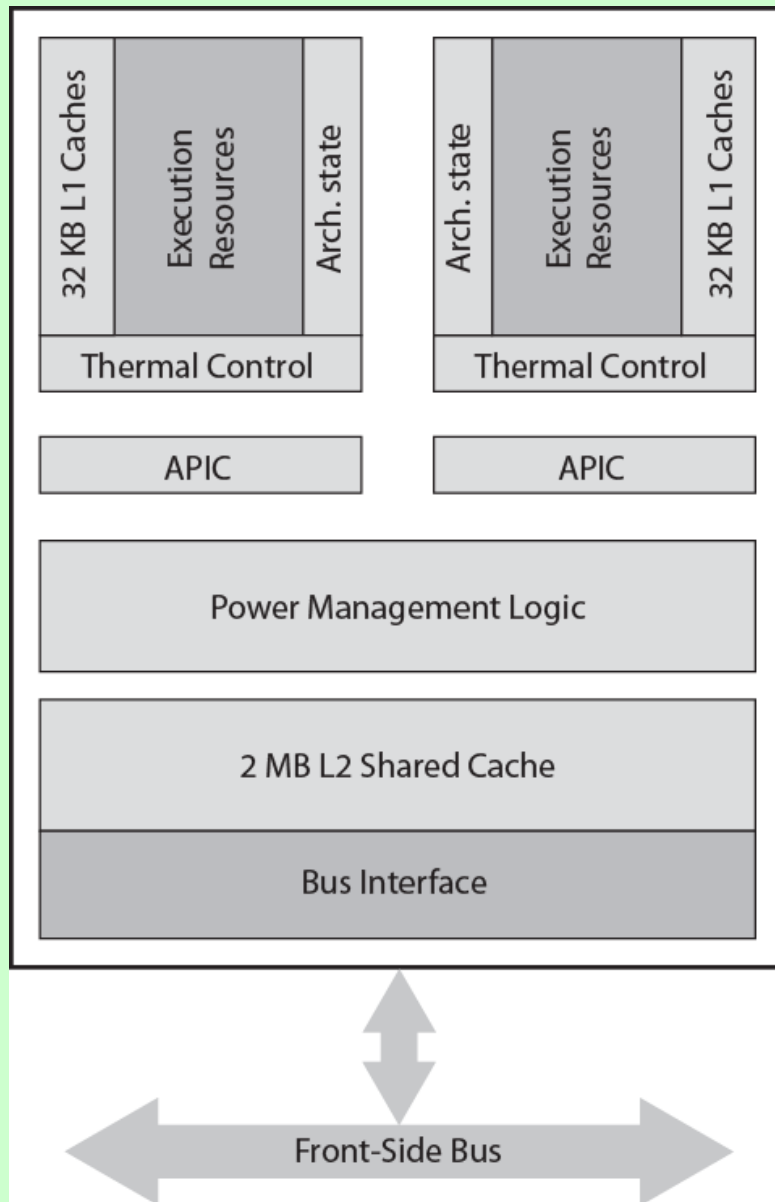 32 KB L1 Caches
Execution
Resources
Arch. state
Thermal Control
Arch. state
Execution
Resources
32 KB L1 Caches
Thermal Control
APIC
APIC
Power Management Logic
2 MB L2 Shared Cache
Bus Interface
Front-Side Bus